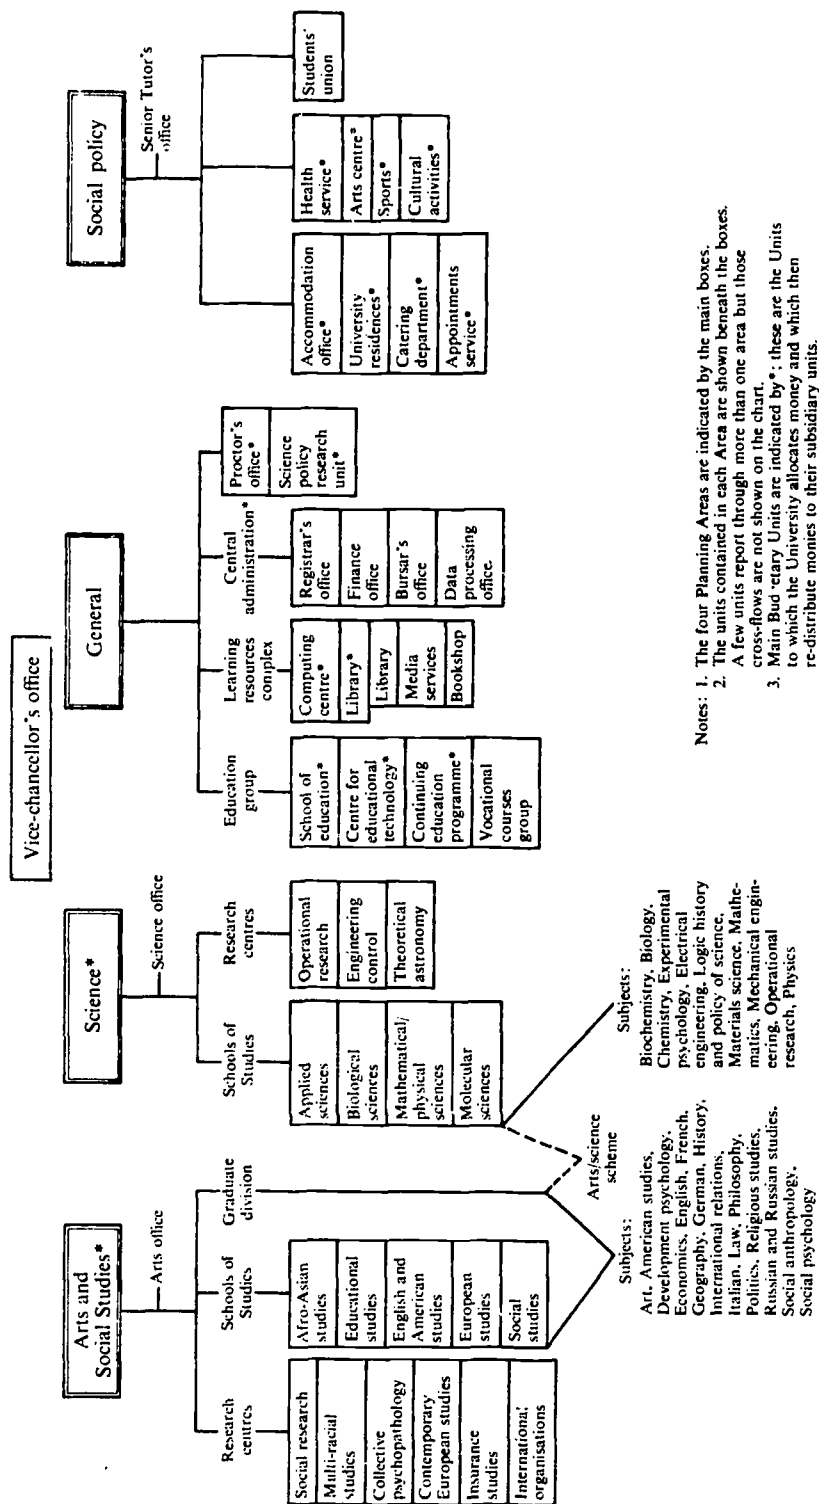 Vice-chancellor's office
Arts and
Social Studies*
Arts office
Research
centres
Social research
Multi-racial
studies
Collective
psychopathology
Contemporary
European studies
Insurance
studies
International
organisations
Schools of
Studies
Afro-Asian
studies
Educational
studies
English and
American
studies
European
studies
Social
studies
Graduate
division
Subjects:
Art, American studies,
Development psychology,
Economics, English, French,
Geography, German, History,
International relations,
Italian, Law, Philosophy,
Politics, Religious studies,
Russian and Russian studies,
Social anthropology,
Social psychology
Arts/science
scheme
Science*
Science office
Schools of
Studies
Applied
sciences
Biological
sciences
Mathematical/
physical
sciences
Molecular
sciences
Research
centres
Operational
research
Engineering
control
Theoretical
astronomy
Subjects:
Biochemistry, Biology,
Chemistry, Experimental
psychology, Electrical
engineering, Logic history
and policy of science,
Materials science, Mathe-
matics, Mechanical engin-
eering, Operational
research, Physics
General
Education
group
School of
education*
Centre for
educational
technology*
Continuing
education
programme*
Vocational
courses
group
Learning
resources
complex
Computing
centre*
Library*
Library
Media
services
Bookshop
Central
administration*
Registrar's
office
Finance
office
Bursar's
office
Data
processing
office.
Proctor's
office*
Science
policy
research
unit*
Social policy
Senior Tutor's
office
Accommodation
office*
University
residences*
Catering
department*
Appointments
service*
Health
service*
Arts centre*
Sports*
Cultural
activities*
Students'
union
Notes: 1. The four Planning Areas are indicated by the main boxes.
2. The units contained in each Area are shown beneath the boxes.
A few units report through more than one area but those
cross-flows are not shown on the chart.
3. Main Bud etary Units are indicated by*; these are the Units
to which the University allocates money and which then
re-distribute monies to their subsidiary units.